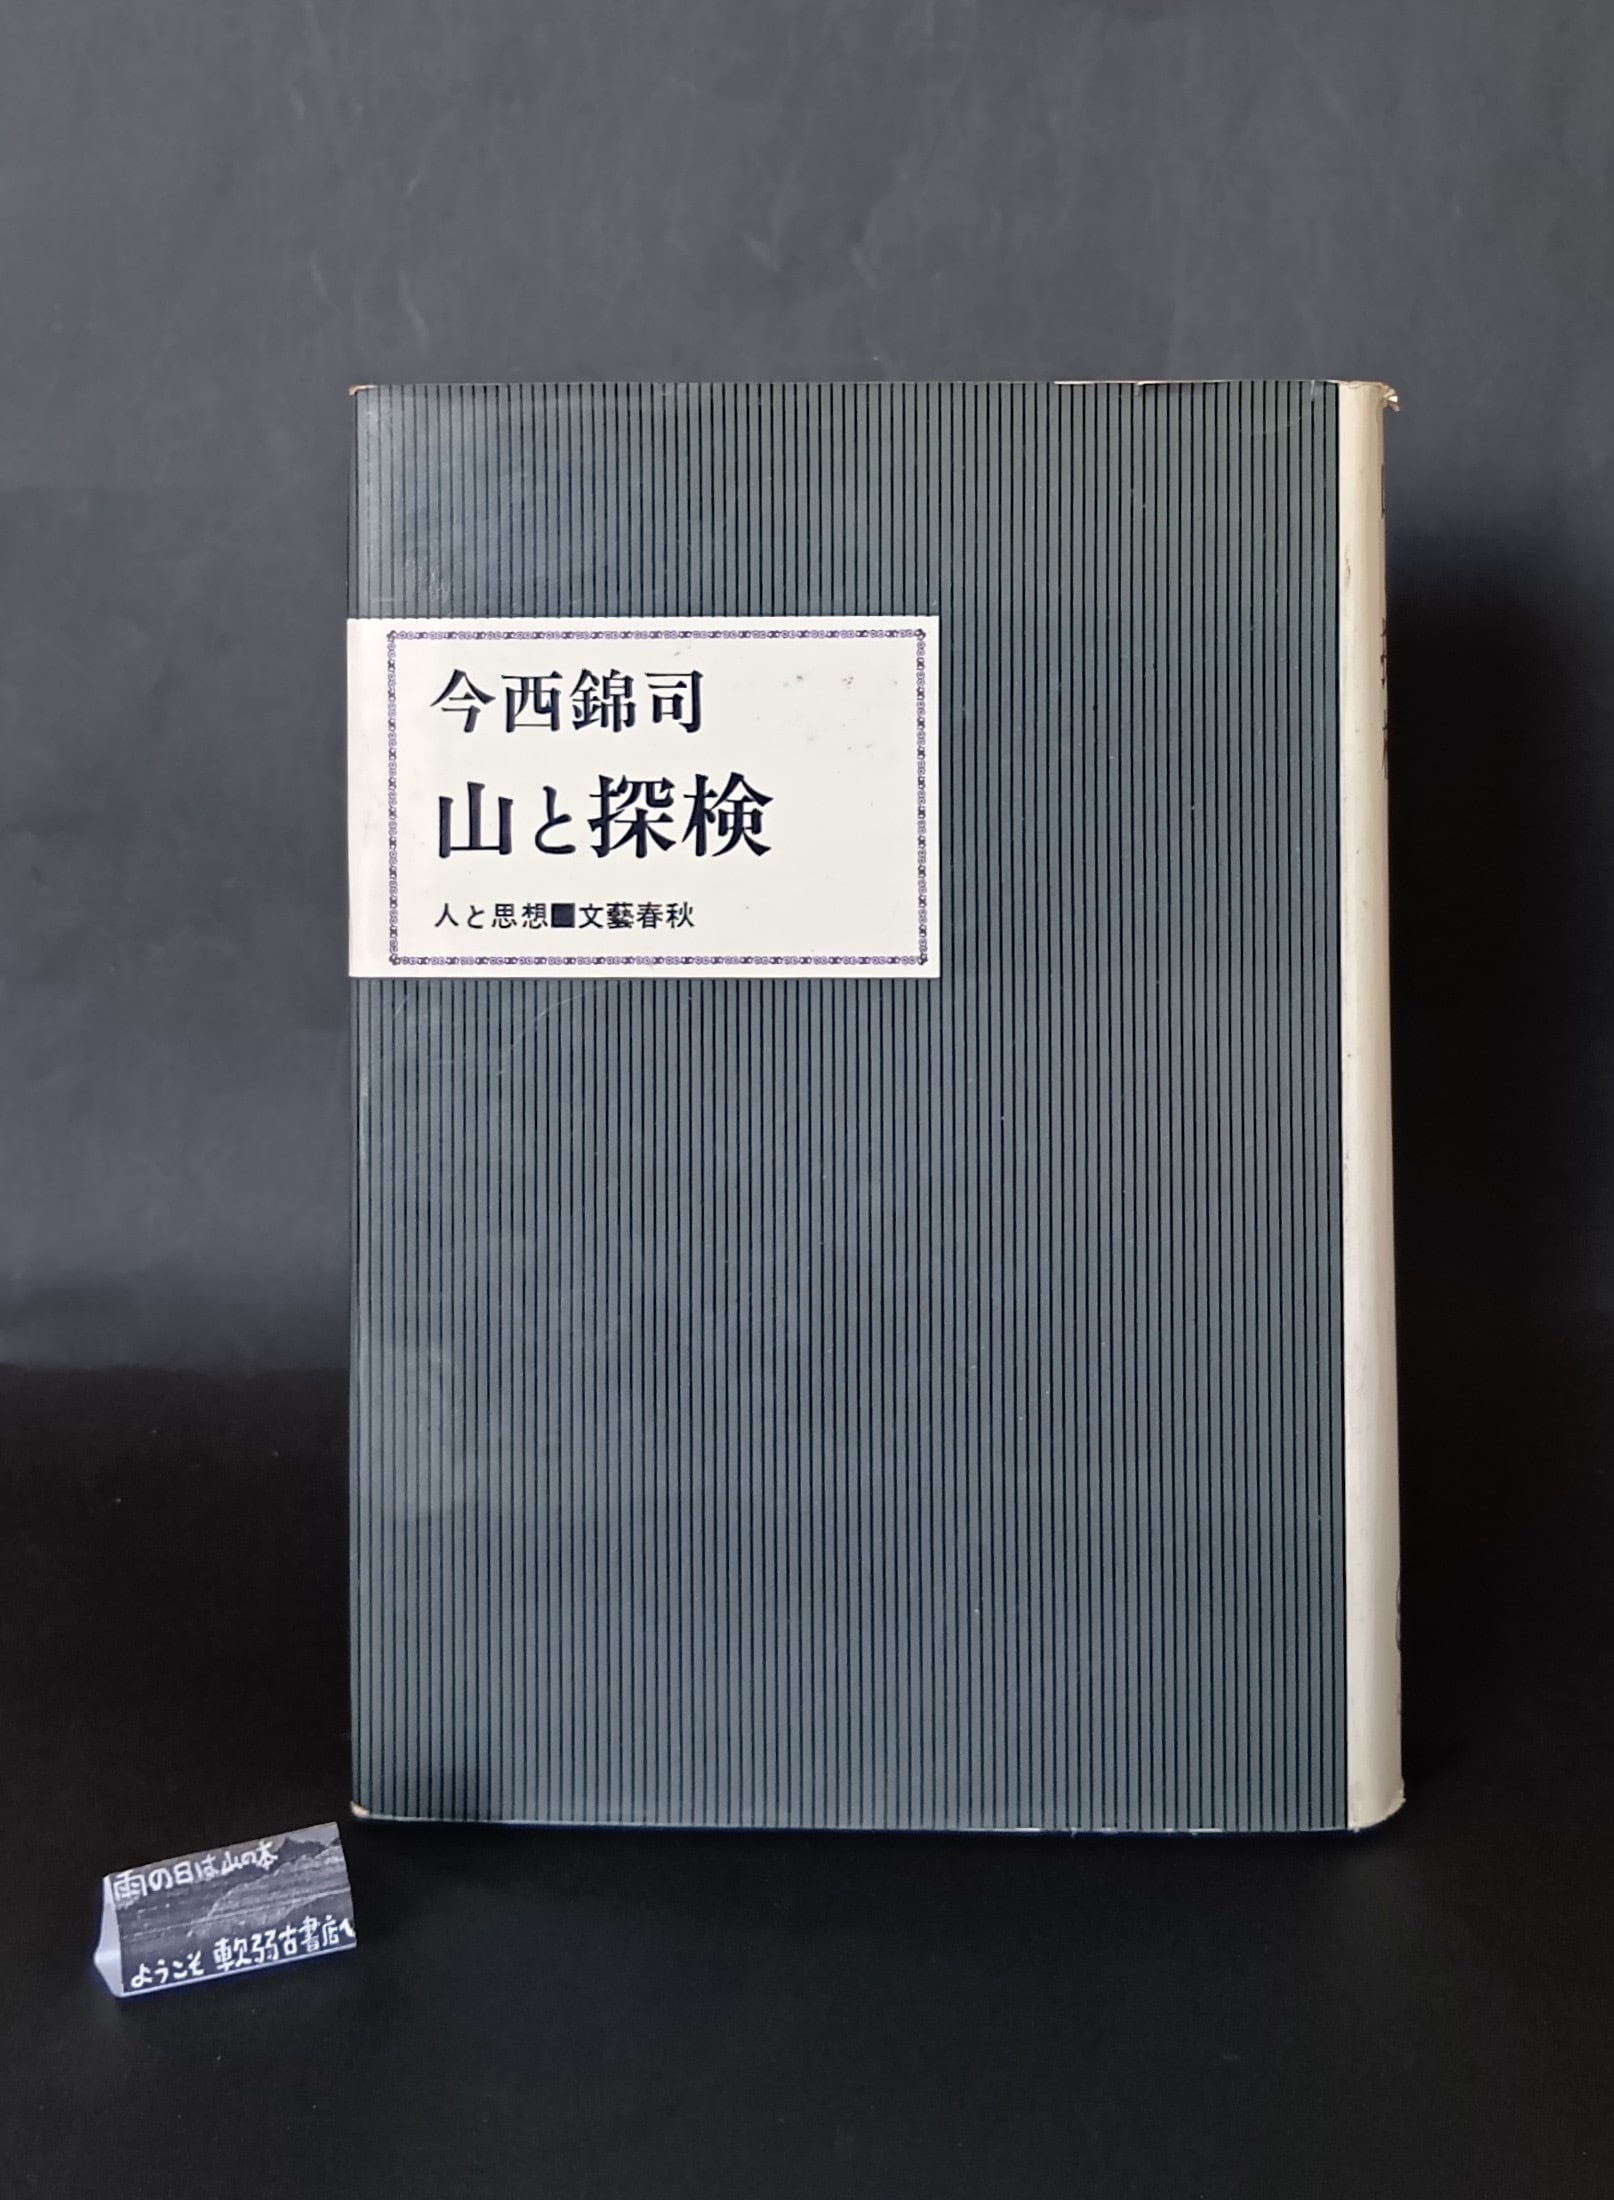 今西錦司
山と探検
人と思想■文藝春秋
雨の日は山の本
ようこそ 軟弱古書店へ